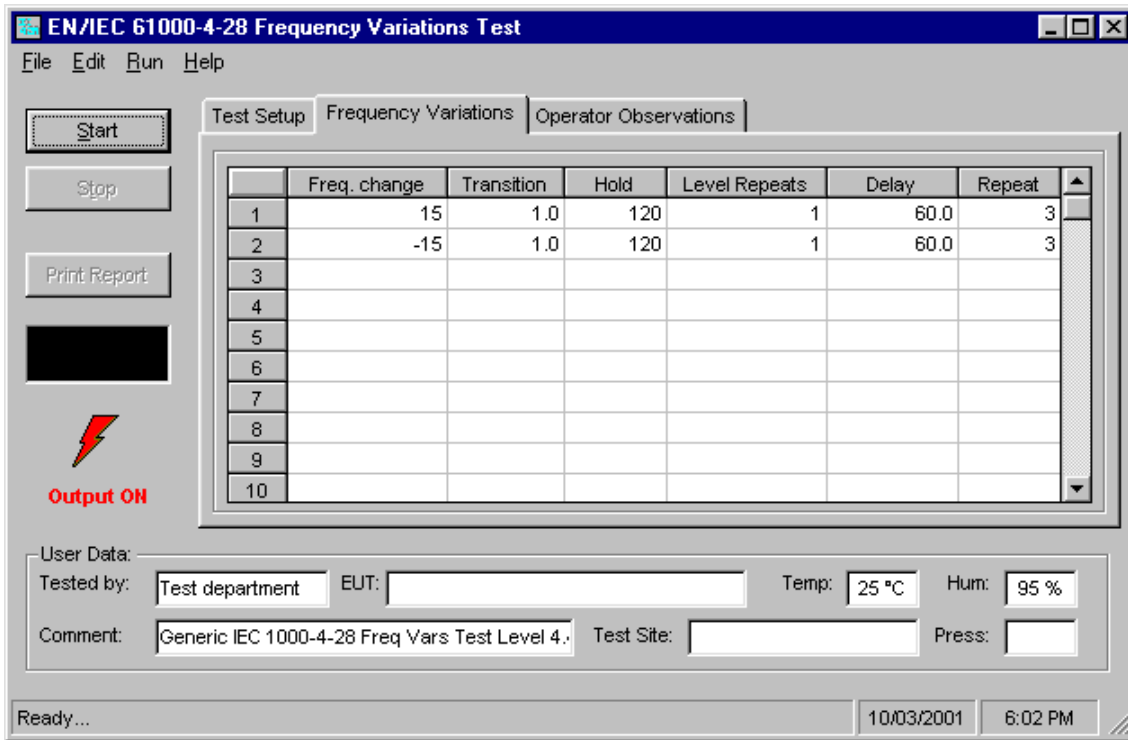 EN/IEC 61000-4-28 Frequency Variations Test
File Edit Run Help
Start
Stop
Print Report
Output ON
Test Setup Frequency Variations Operator Observations
Freq. change Transition Hold Level Repeats Delay Repeat
1 15 1.0 120 1 60.0 3
2 -15 1.0 120 1 60.0 3
3
4
5
6
7
8
9
10
User Data:
Tested by: Test department EUT: Temp: 25 °C Hum: 95 %
Comment: Generic IEC 1000-4-28 Freq Vars Test Level 4. Test Site: Press:
Ready... 10/03/2001 6:02 PM